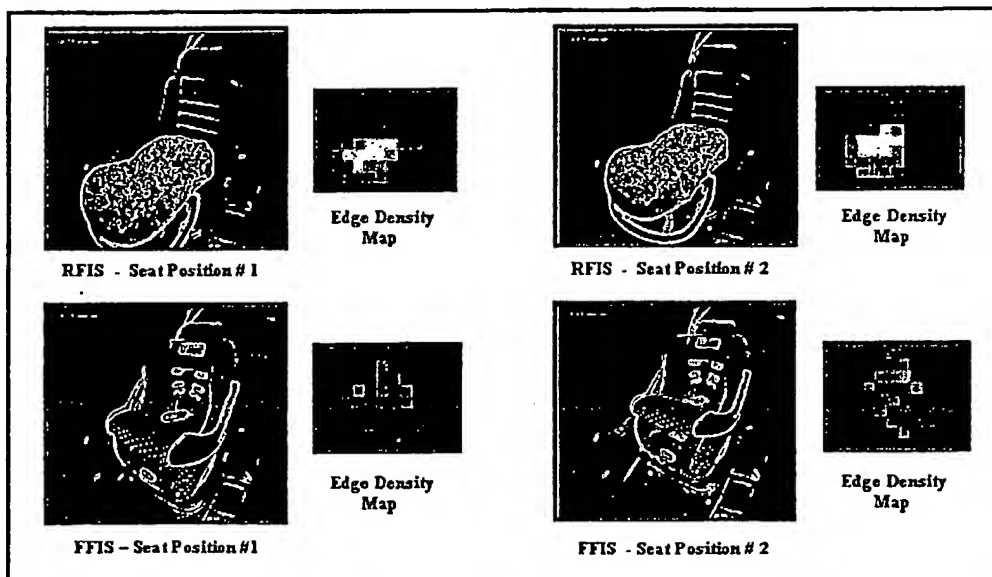 Edge Density
Map
Edge Density
Map
RFIS - Seat Position # 1
RFIS - Seat Position # 2
Edge Density
Map
Edge Density
Map
FFIS – Seat Position #1
FFIS - Seat Position # 2